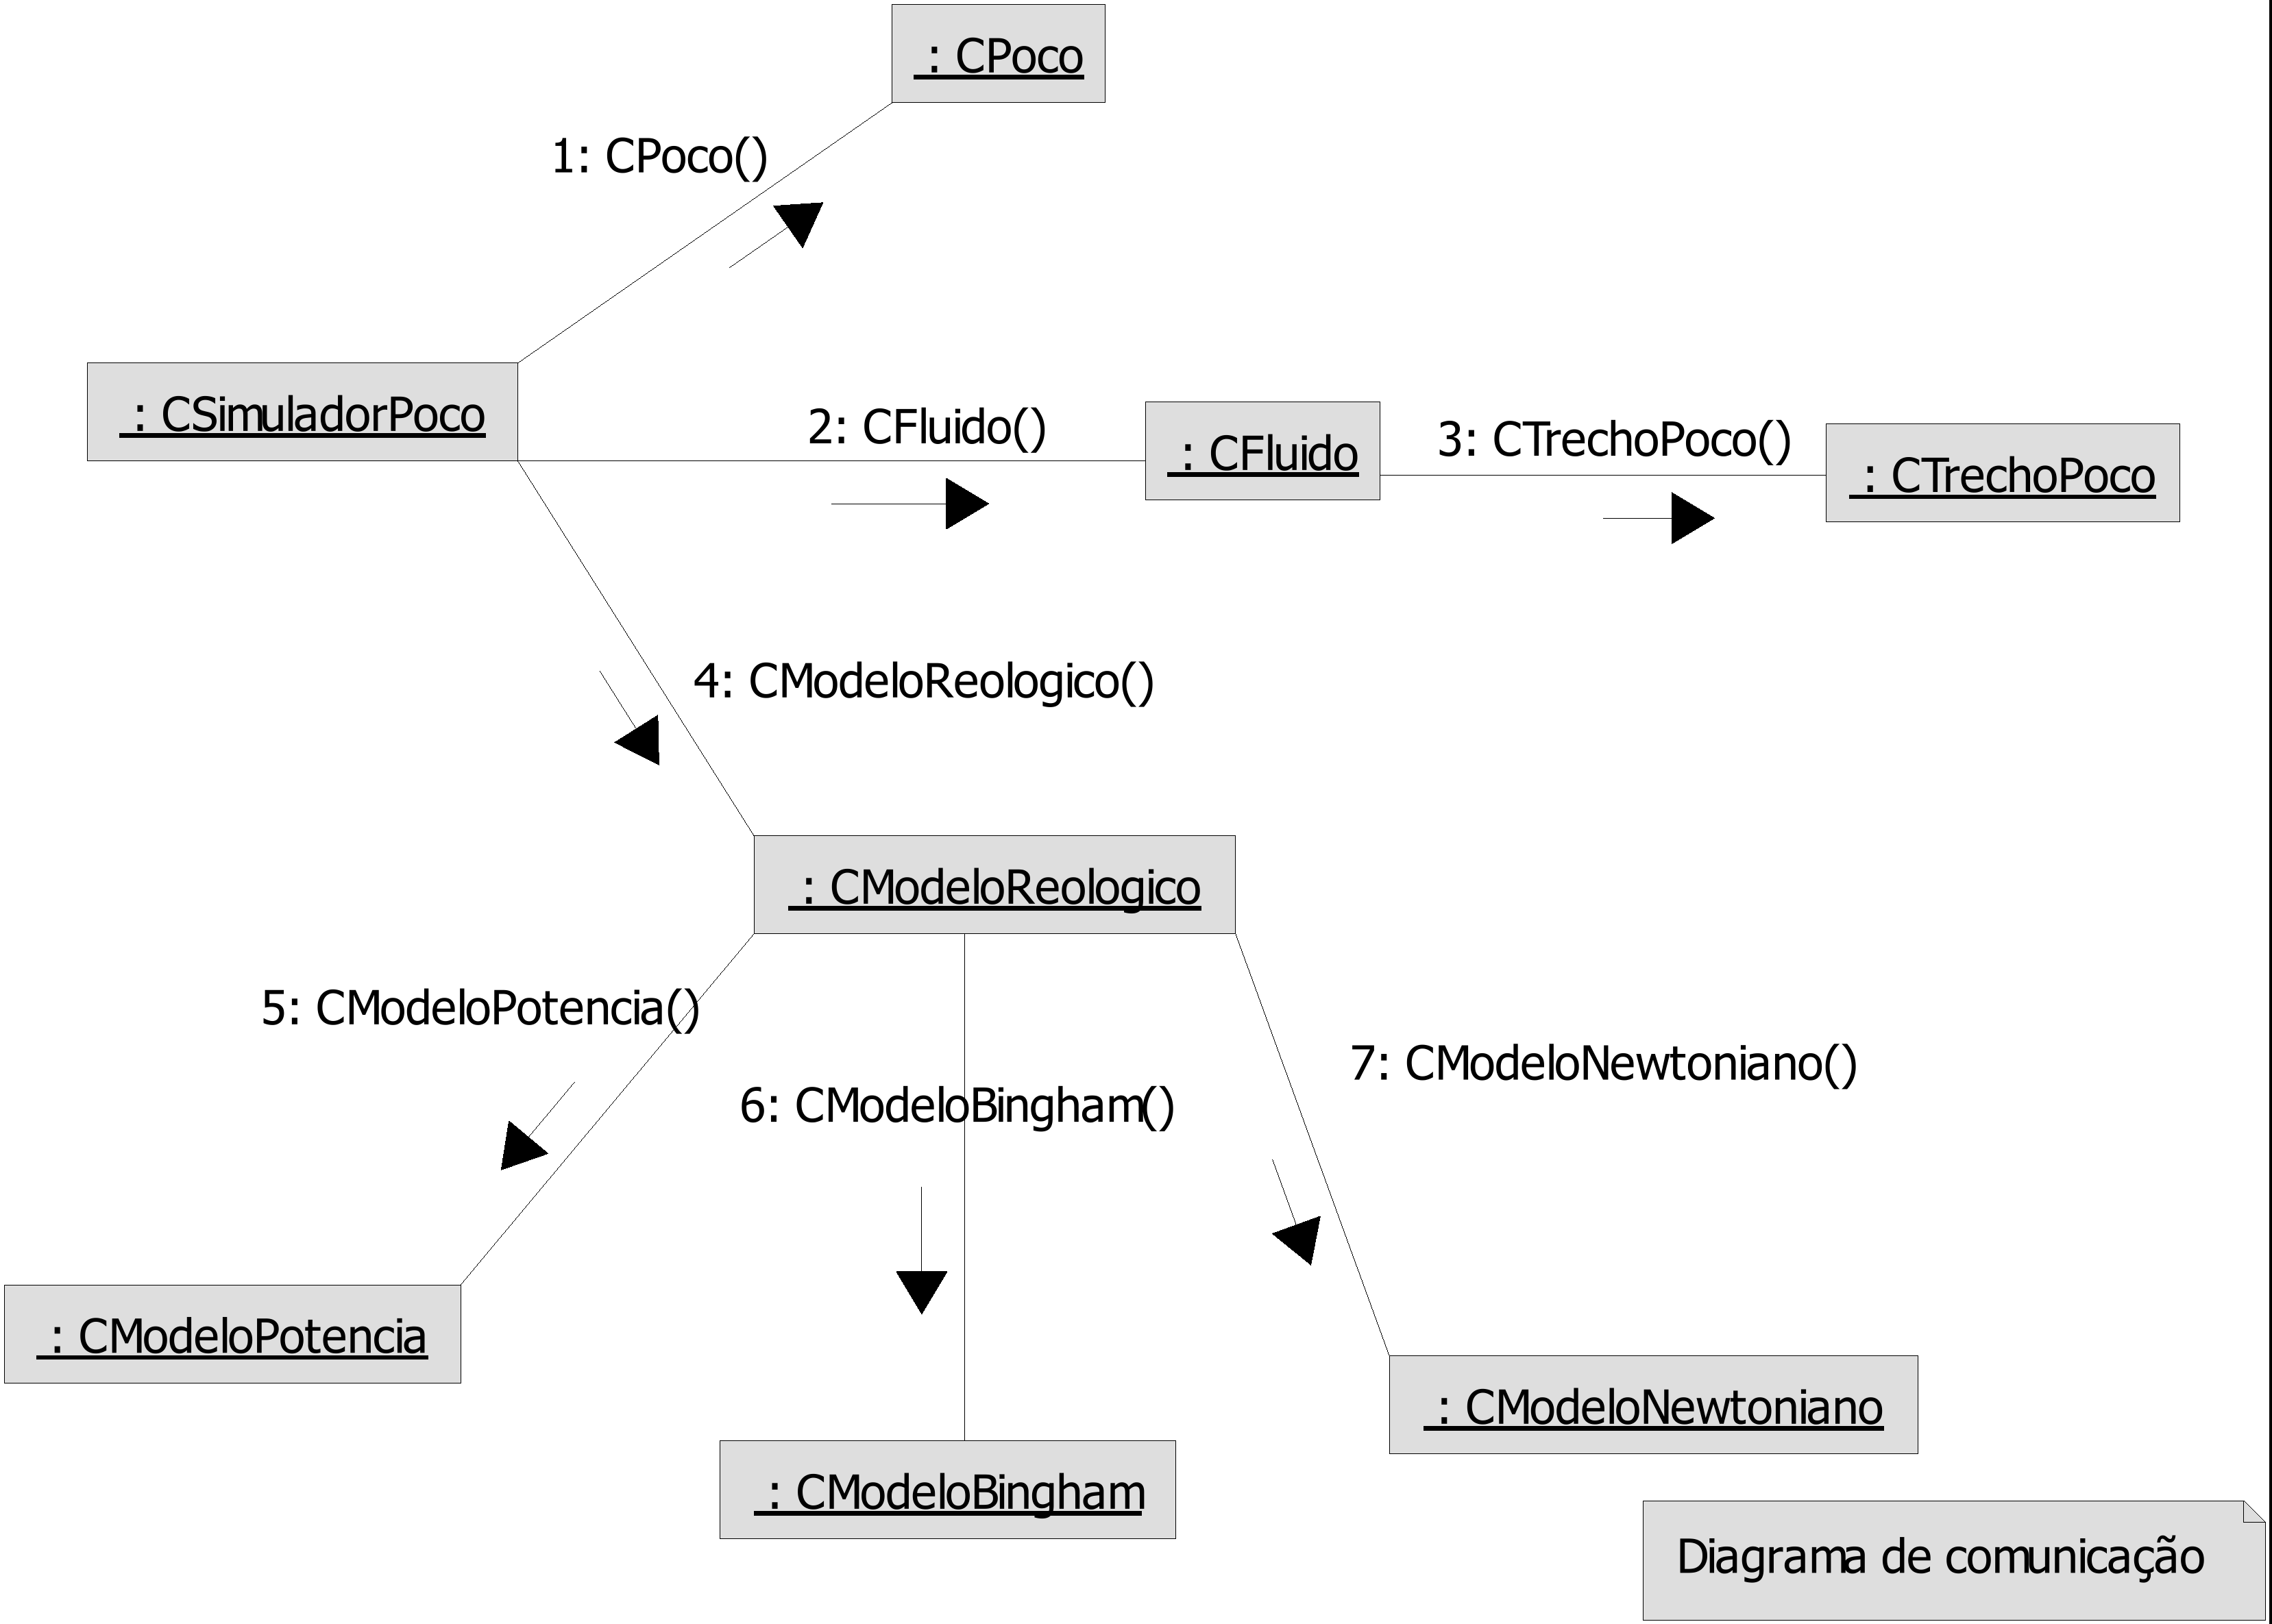 : CPoco
1: CPoco()
: CSimuladorPoco
2: CFluido()
: CFluido
3: CTrechoPoco()
: CTrechoPoco
4: CModeloReologico()
: CModeloReologico
5: CModeloPotencia()
6: CModeloBingham()
7: CModeloNewtoniano()
: CModeloPotencia
: CModeloNewtoniano
: CModeloBingham
Diagrama de comunicação